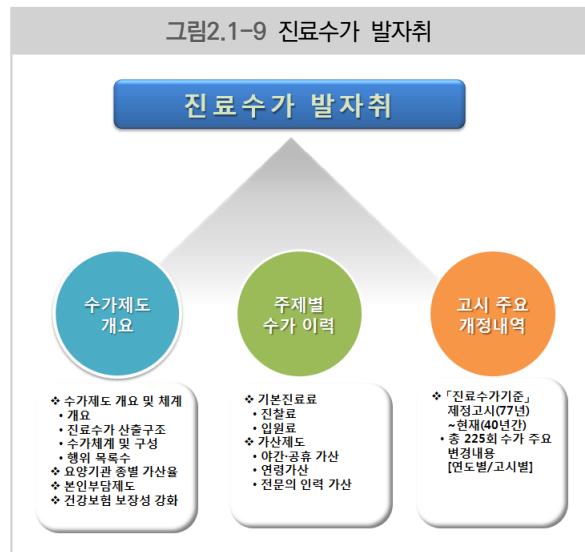 그림2.1-9 진료수가 발자취
진료수가 발자취
수가제도
개요
❖ 수가제도 개요 및 체계
• 개요
• 진료수가 산출구조
• 수가체계 및 구성
• 행위 목록수
❖ 요양기관 종별 가산율
❖ 본인부담제도
❖ 건강보험 보장성 강화
주제별
수가 이력
❖ 기본진료료
• 진찰료
• 입원료
❖ 가산제도
• 야간·공휴 가산
• 연령가산
• 전문의 인력 가산
고시 주요
개정내역
❖ 「진료수가기준」
제정고시(77년)
~현재(40년간)
• 총 225회 수가 주요
변경내용
[연도별/고시별]